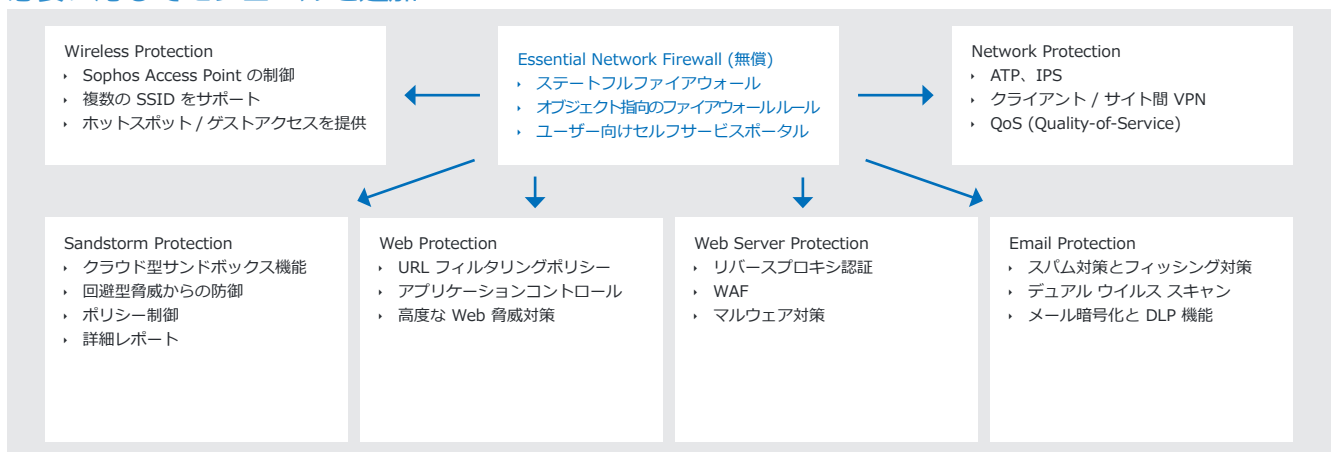 Wireless Protection
‣ Sophos Access Point の制御
‣ 複数の SSID をサポート
‣ ホットスポット / ゲストアクセスを提供
Essential Network Firewall (無償)
‣ ステートフルファイアウォール
‣ オブジェクト指向のファイアウォールルール
‣ ユーザー向けセルフサービスポータル
Network Protection
‣ ATP、IPS
‣ クライアント / サイト間 VPN
‣ QoS (Quality-of-Service)
Sandstorm Protection
‣ クラウド型サンドボックス機能
‣ 回避型脅威からの防御
‣ ポリシー制御
‣ 詳細レポート
Web Protection
‣ URL フィルタリングポリシー
‣ アプリケーションコントロール
‣ 高度な Web 脅威対策
Web Server Protection
‣ リバースプロキシ認証
‣ WAF
‣ マルウェア対策
Email Protection
‣ スパム対策とフィッシング対策
‣ デュアル ウイルス スキャン
‣ メール暗号化と DLP 機能